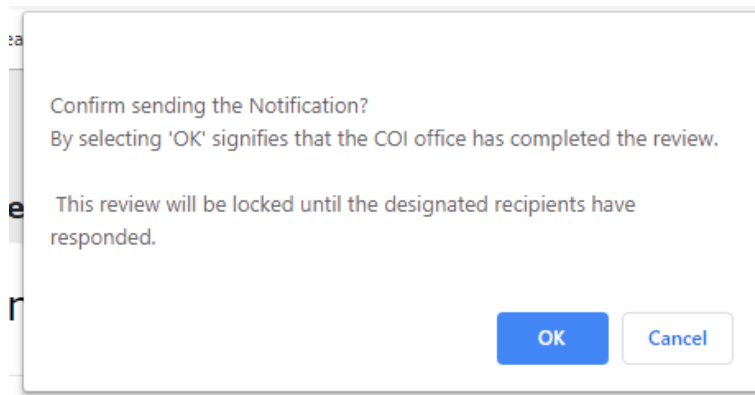 ea
Confirm sending the Notification?
By selecting 'OK' signifies that the COI office has completed the review.
This review will be locked until the designated recipients have
e
responded.
r
OK Cancel